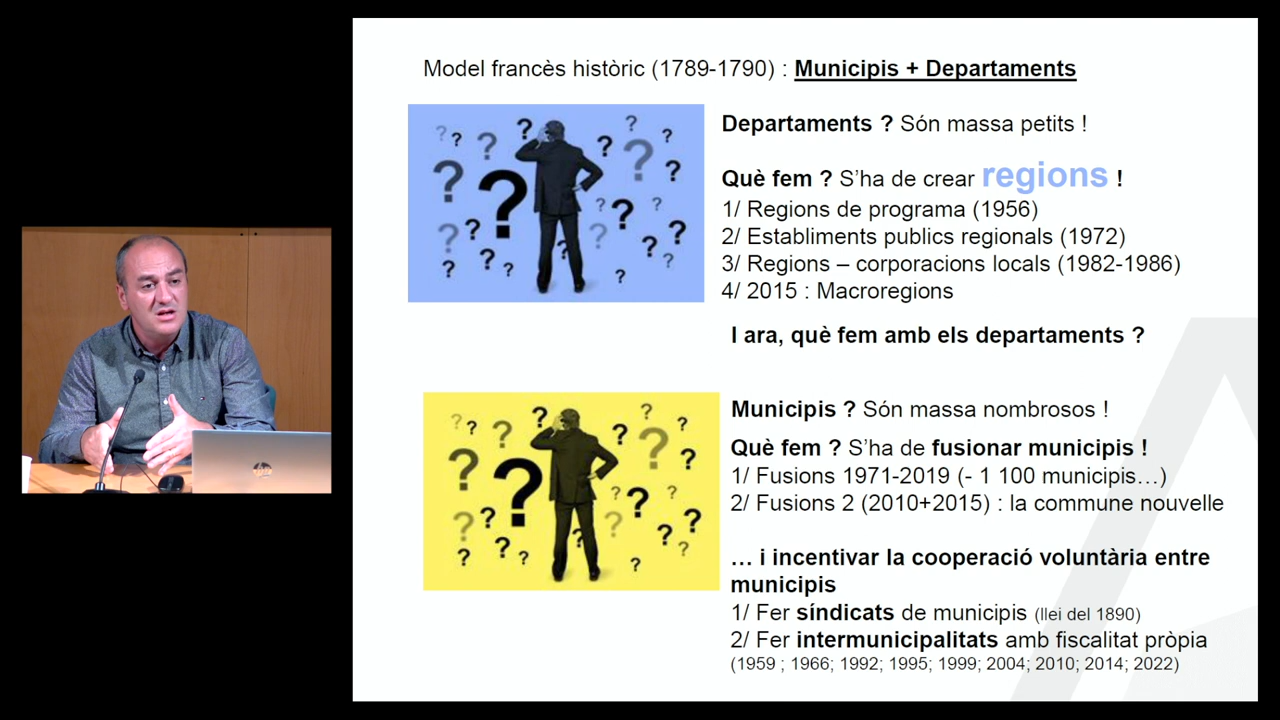 Model francès històric (1789-1790) : Municipis + Departaments
Departaments ? Són massa petits !
Què fem ? S’ha de crear regions !
1/ Regions de programa (1956)
2/ Establiments publics regionals (1972)
3/ Regions – corporacions locals (1982-1986)
4/ 2015 : Macroregions
I ara, què fem amb els departaments ?
Municipis ? Són massa nombrosos !
Què fem ? S’ha de fusionar municipis !
1/ Fusions 1971-2019 (- 1 100 municipis…)
2/ Fusions 2 (2010+2015) : la commune nouvelle
… i incentivar la cooperació voluntària entre
municipis
1/ Fer síndicats de municipis (llei del 1890)
2/ Fer intermunicipalitats amb fiscalitat pròpia
(1959 ; 1966; 1992; 1995; 1999; 2004; 2010; 2014; 2022)